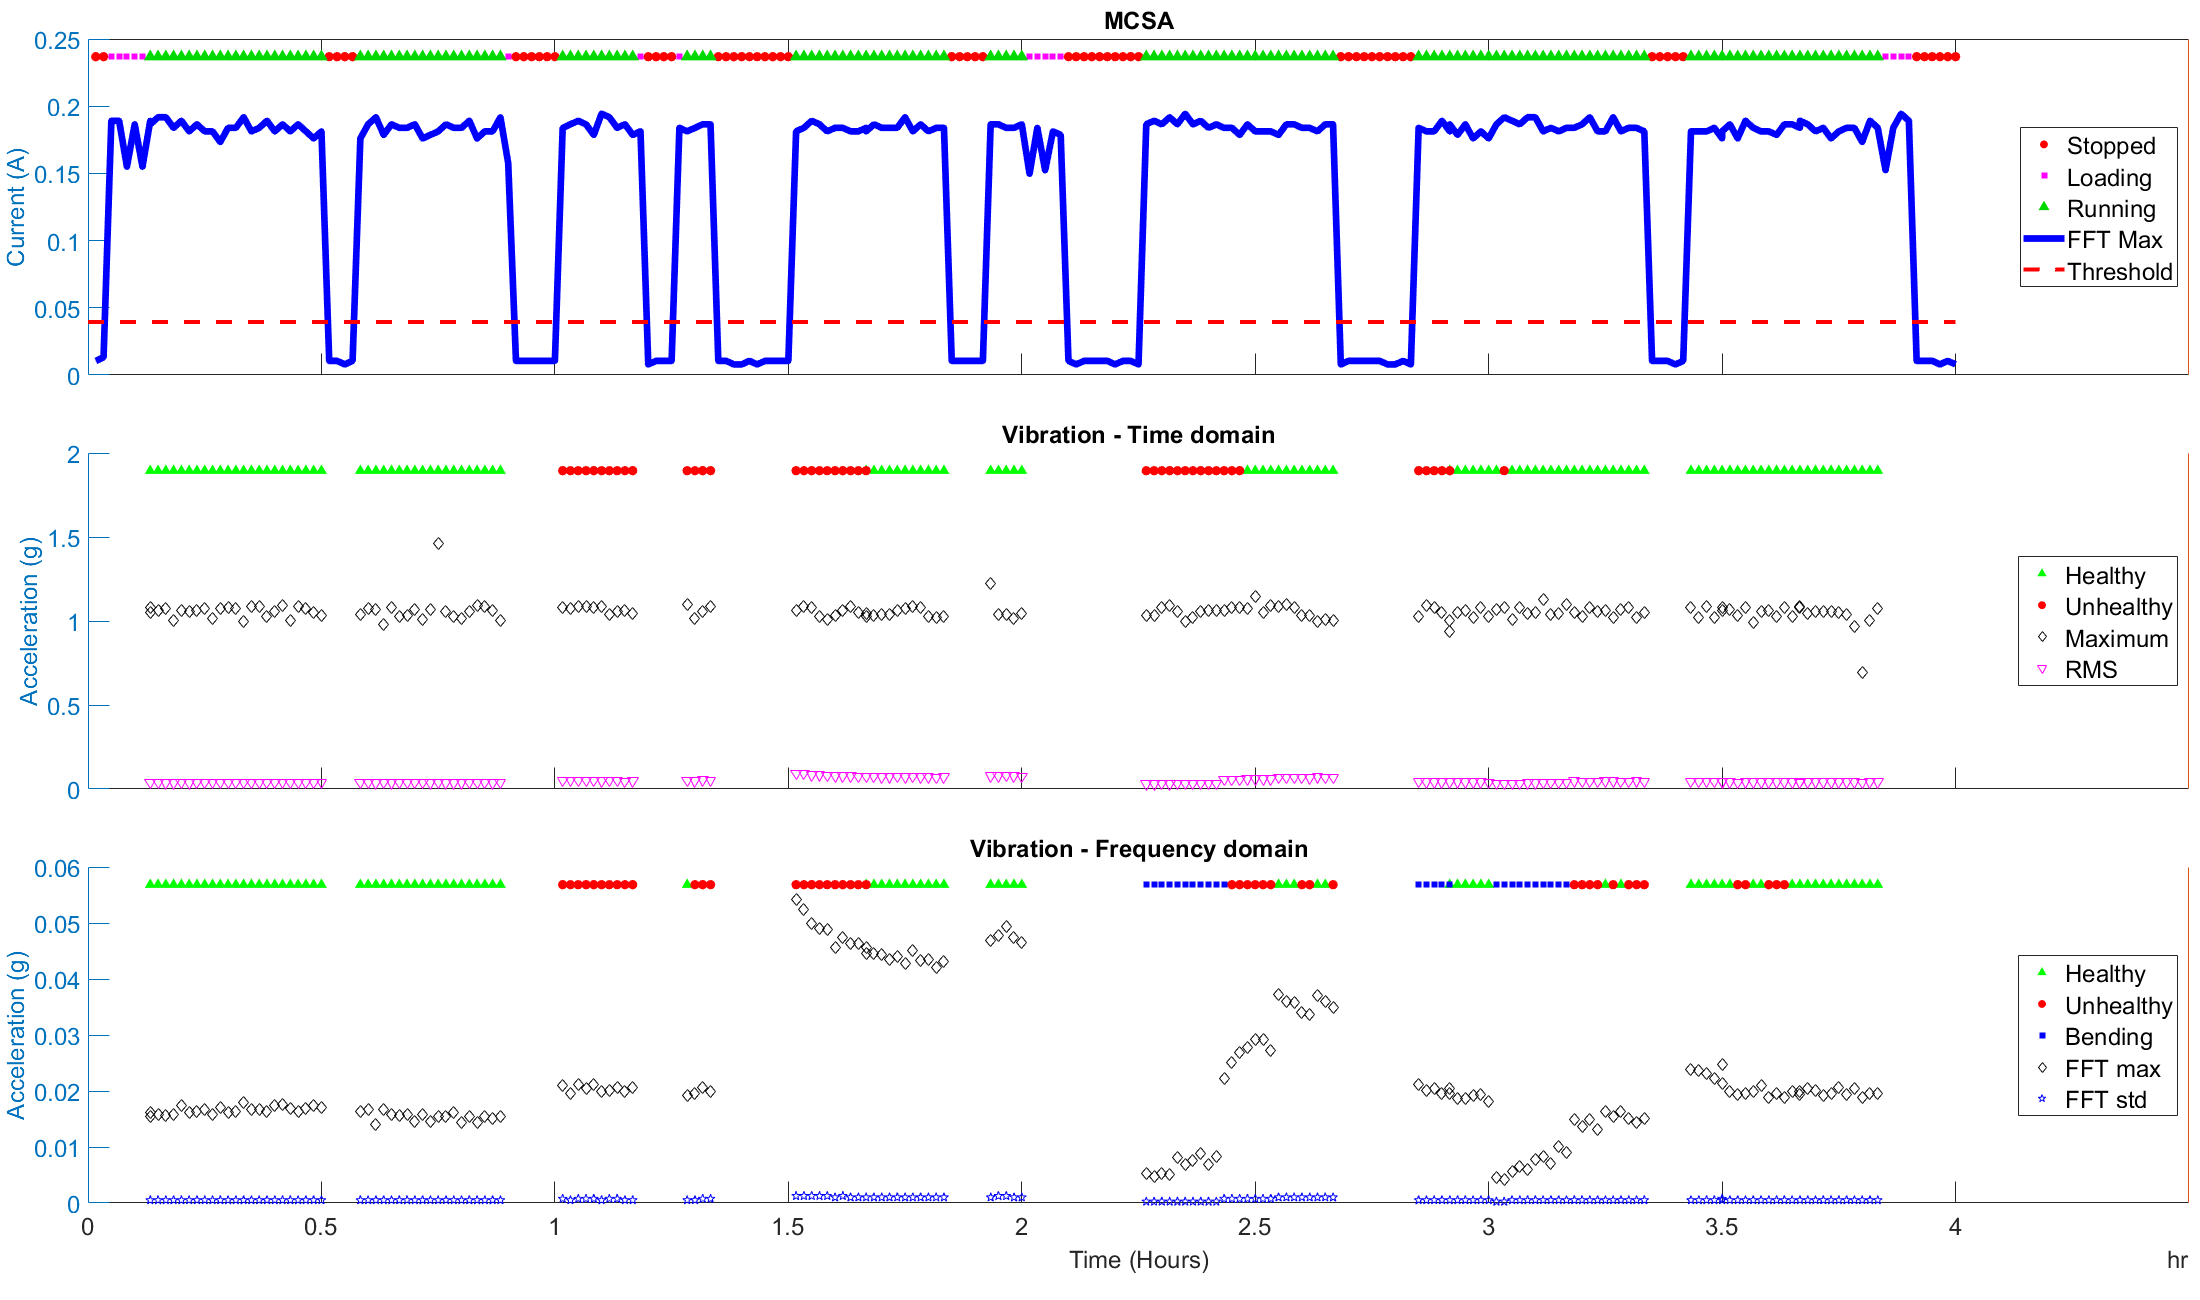 MCSA
0.25
0.2
0.15
0.1
0.05
0
Current (A)
Stopped
Loading
Running
FFT Max
Threshold
Vibration - Time domain
2
1.5
1
0.5
0
Acceleration (g)
Healthy
Unhealthy
Maximum
RMS
Vibration - Frequency domain
0.06
0.05
0.04
0.03
0.02
0.01
0
Acceleration (g)
Healthy
Unhealthy
Bending
FFT max
FFT std
0 0.5 1 1.5 2 2.5 3 3.5 4
Time (Hours) hr